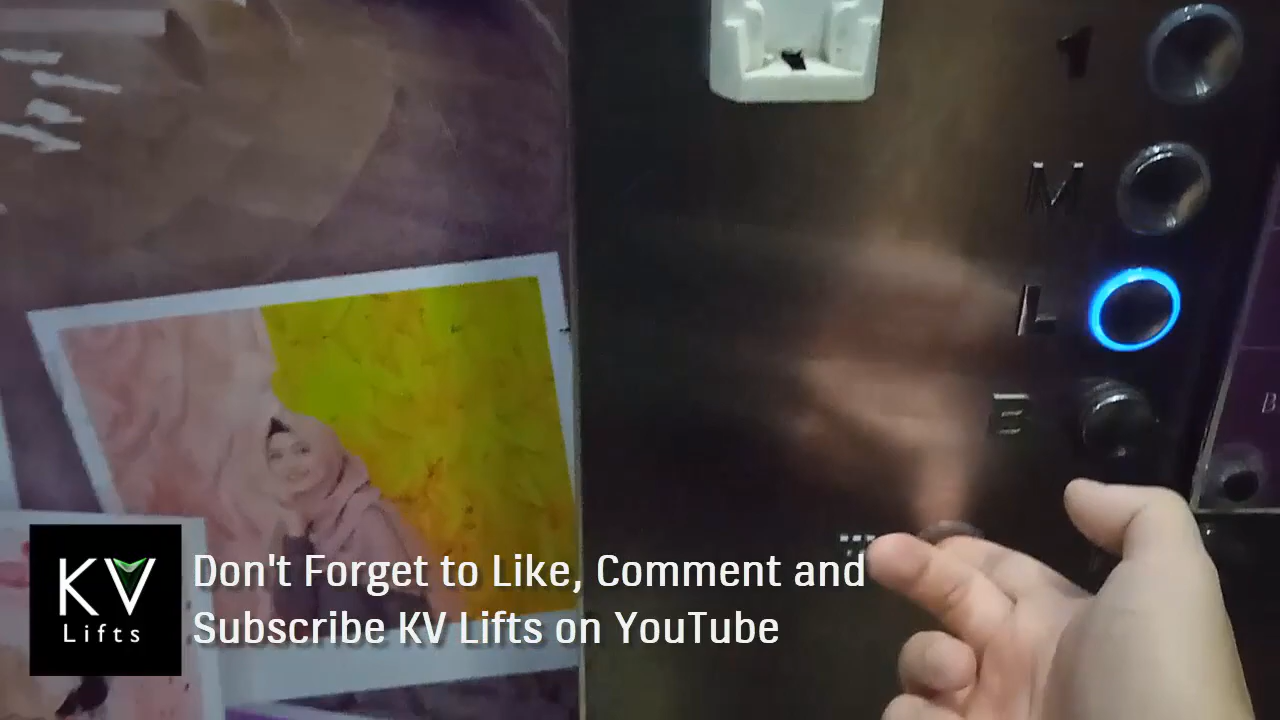 1
M
L
B
B
KV
Lifts
Don't Forget to Like, Comment and
Subscribe KV Lifts on YouTube